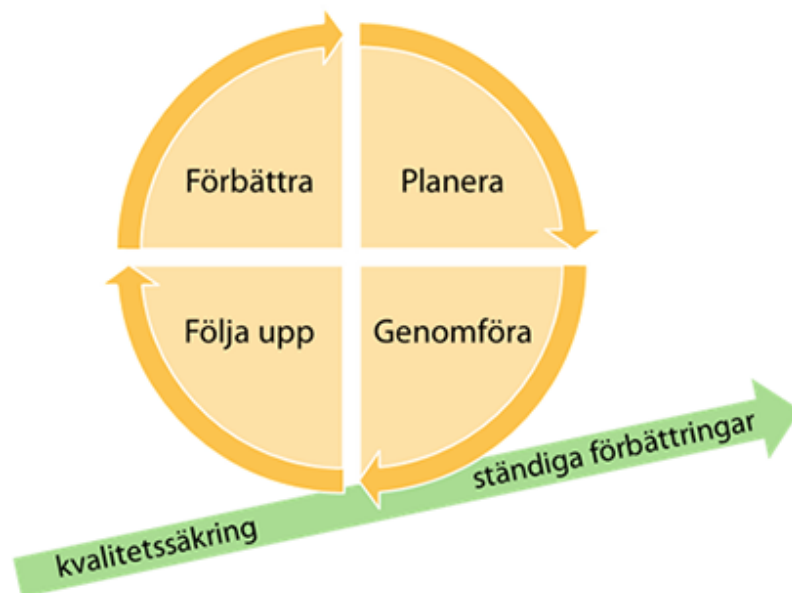 Förbättra
Planera
Följa upp
Genomföra
kvalitetssäkring
ständiga förbättringar